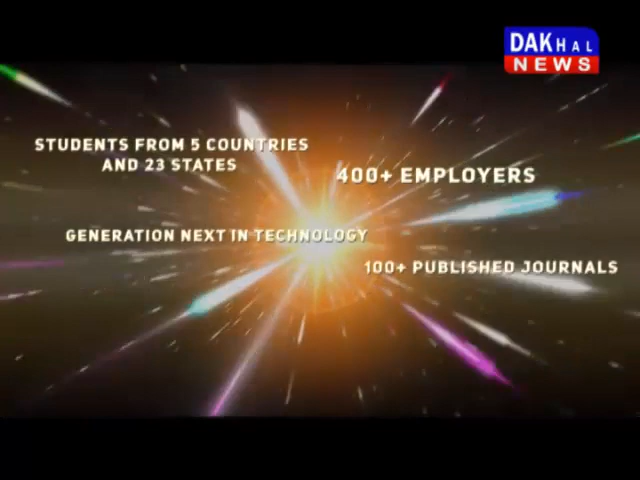 DAKHAL
NEWS
STUDENTS FROM 5 COUNTRIES
AND 23 STATES
400+ EMPLOYERS
GENERATION NEXT IN TECHNOLOGY
100+ PUBLISHED JOURNALS